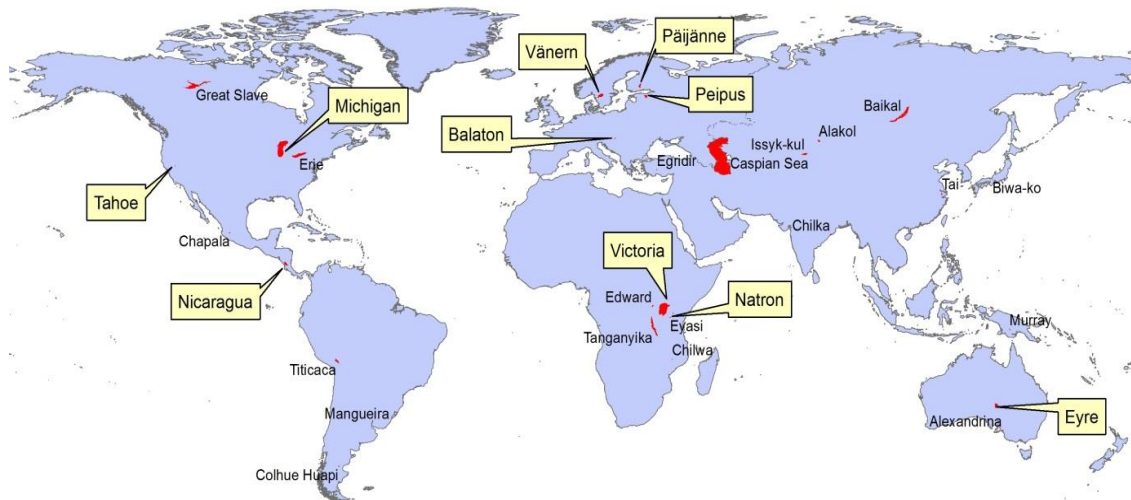 Vänern
Päijänne
Great Slave
Michigan
Peipus
Baikal
Balaton
Alakol
Issyk-kul
Erie
Egridir
Caspian Sea
Tahoe
Tai
Biwa-ko
Chapala
Chilka
Victoria
Nicaragua
Edward
Natron
Eyasi
Murray
Tanganyika
Chilwa
Titicaca
Mangueira
Alexandrina
Eyre
Colhue Huapi